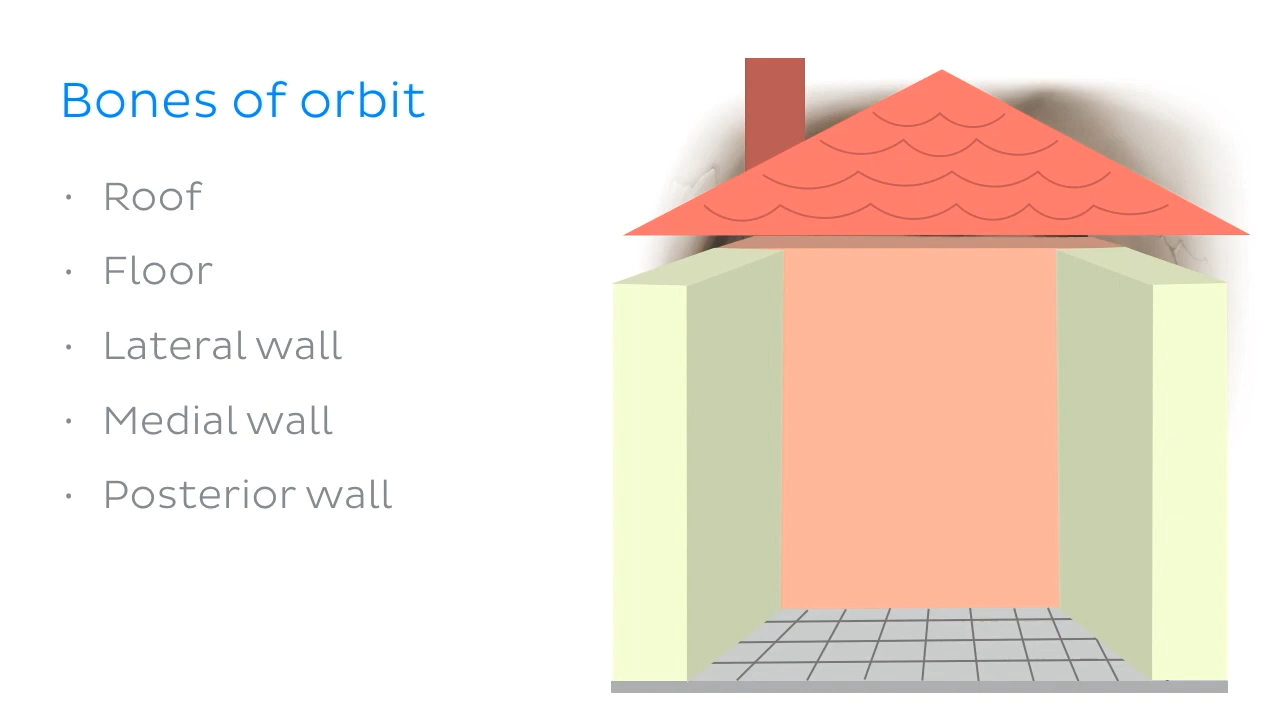 Bones of orbit
· Roof
· Floor
· Lateral wall
· Medial wall
· Posterior wall